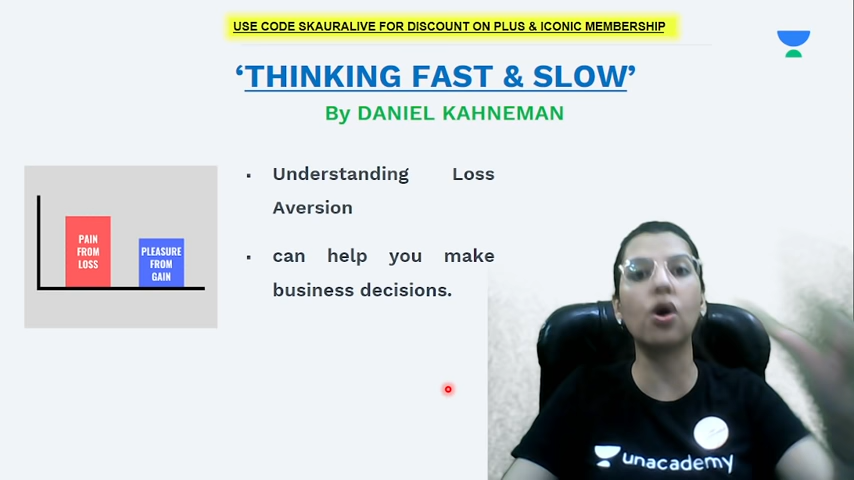 USE CODE SKAURALIVE FOR DISCOUNT ON PLUS & ICONIC MEMBERSHIP
‘THINKING FAST & SLOW’
By DANIEL KAHNEMAN
▪ Understanding Loss
Aversion
▪ can help you make
business decisions.
PAIN
FROM
LOSS
PLEASURE
FROM
GAIN
unacademy